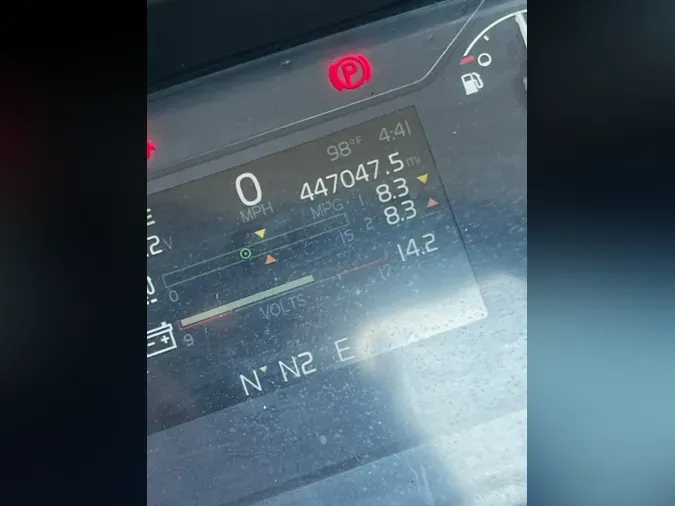 P
98°F 4:41
0 447047.5 mi
MPH MPG 1 8.3
.2V 15 2 8.3
0
14.2
17
VOLTS
9
N N2 E